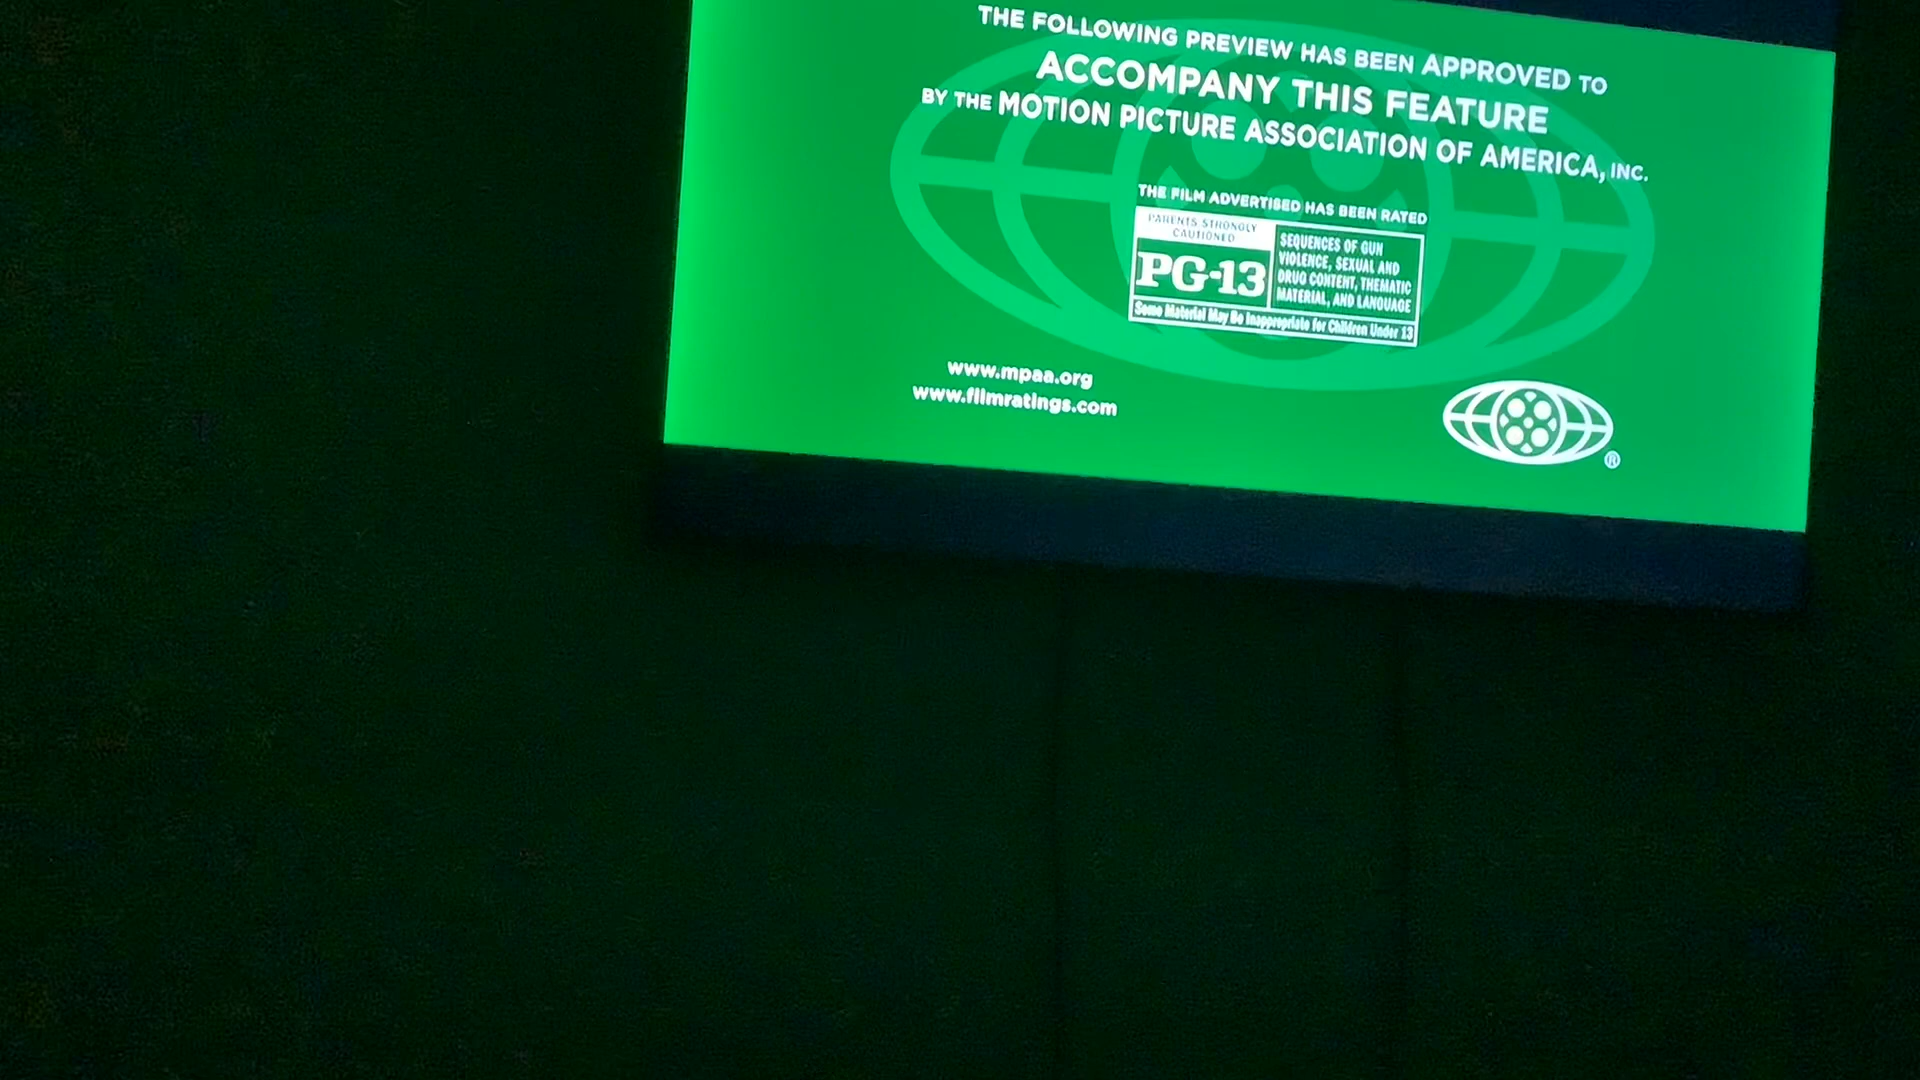 THE FOLLOWING PREVIEW HAS BEEN APPROVED TO
ACCOMPANY THIS FEATURE
BY THE MOTION PICTURE ASSOCIATION OF AMERICA, INC.
THE FILM ADVERTISED HAS BEEN RATED
PARENTS STRONGLY
CAUTIONED
PG-13
SEQUENCES OF GUN
VIOLENCE, SEXUAL AND
DRUG CONTENT, THEMATIC
MATERIAL, AND LANGUAGE
Some Material May Be Inappropriate for Children Under 13
www.mpaa.org
www.filmratings.com
®